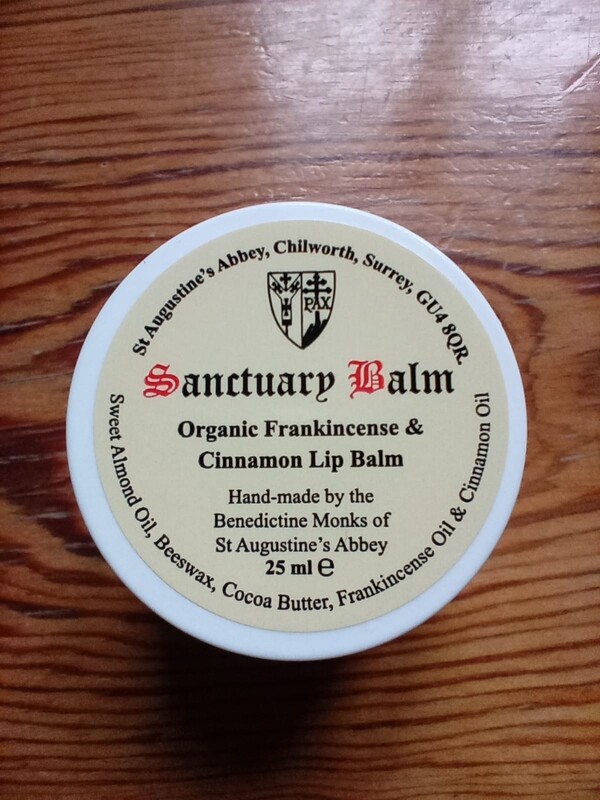 St Augustine's Abbey, Chilworth, Surrey, GU4 8QR.
PAX
Sanctuary Balm
Organic Frankincense &
Cinnamon Lip Balm
Hand-made by the
Benedictine Monks of
St Augustine's Abbey
25 ml ℮
Sweet Almond Oil, Beeswax, Cocoa Butter, Frankincense Oil & Cinnamon Oil